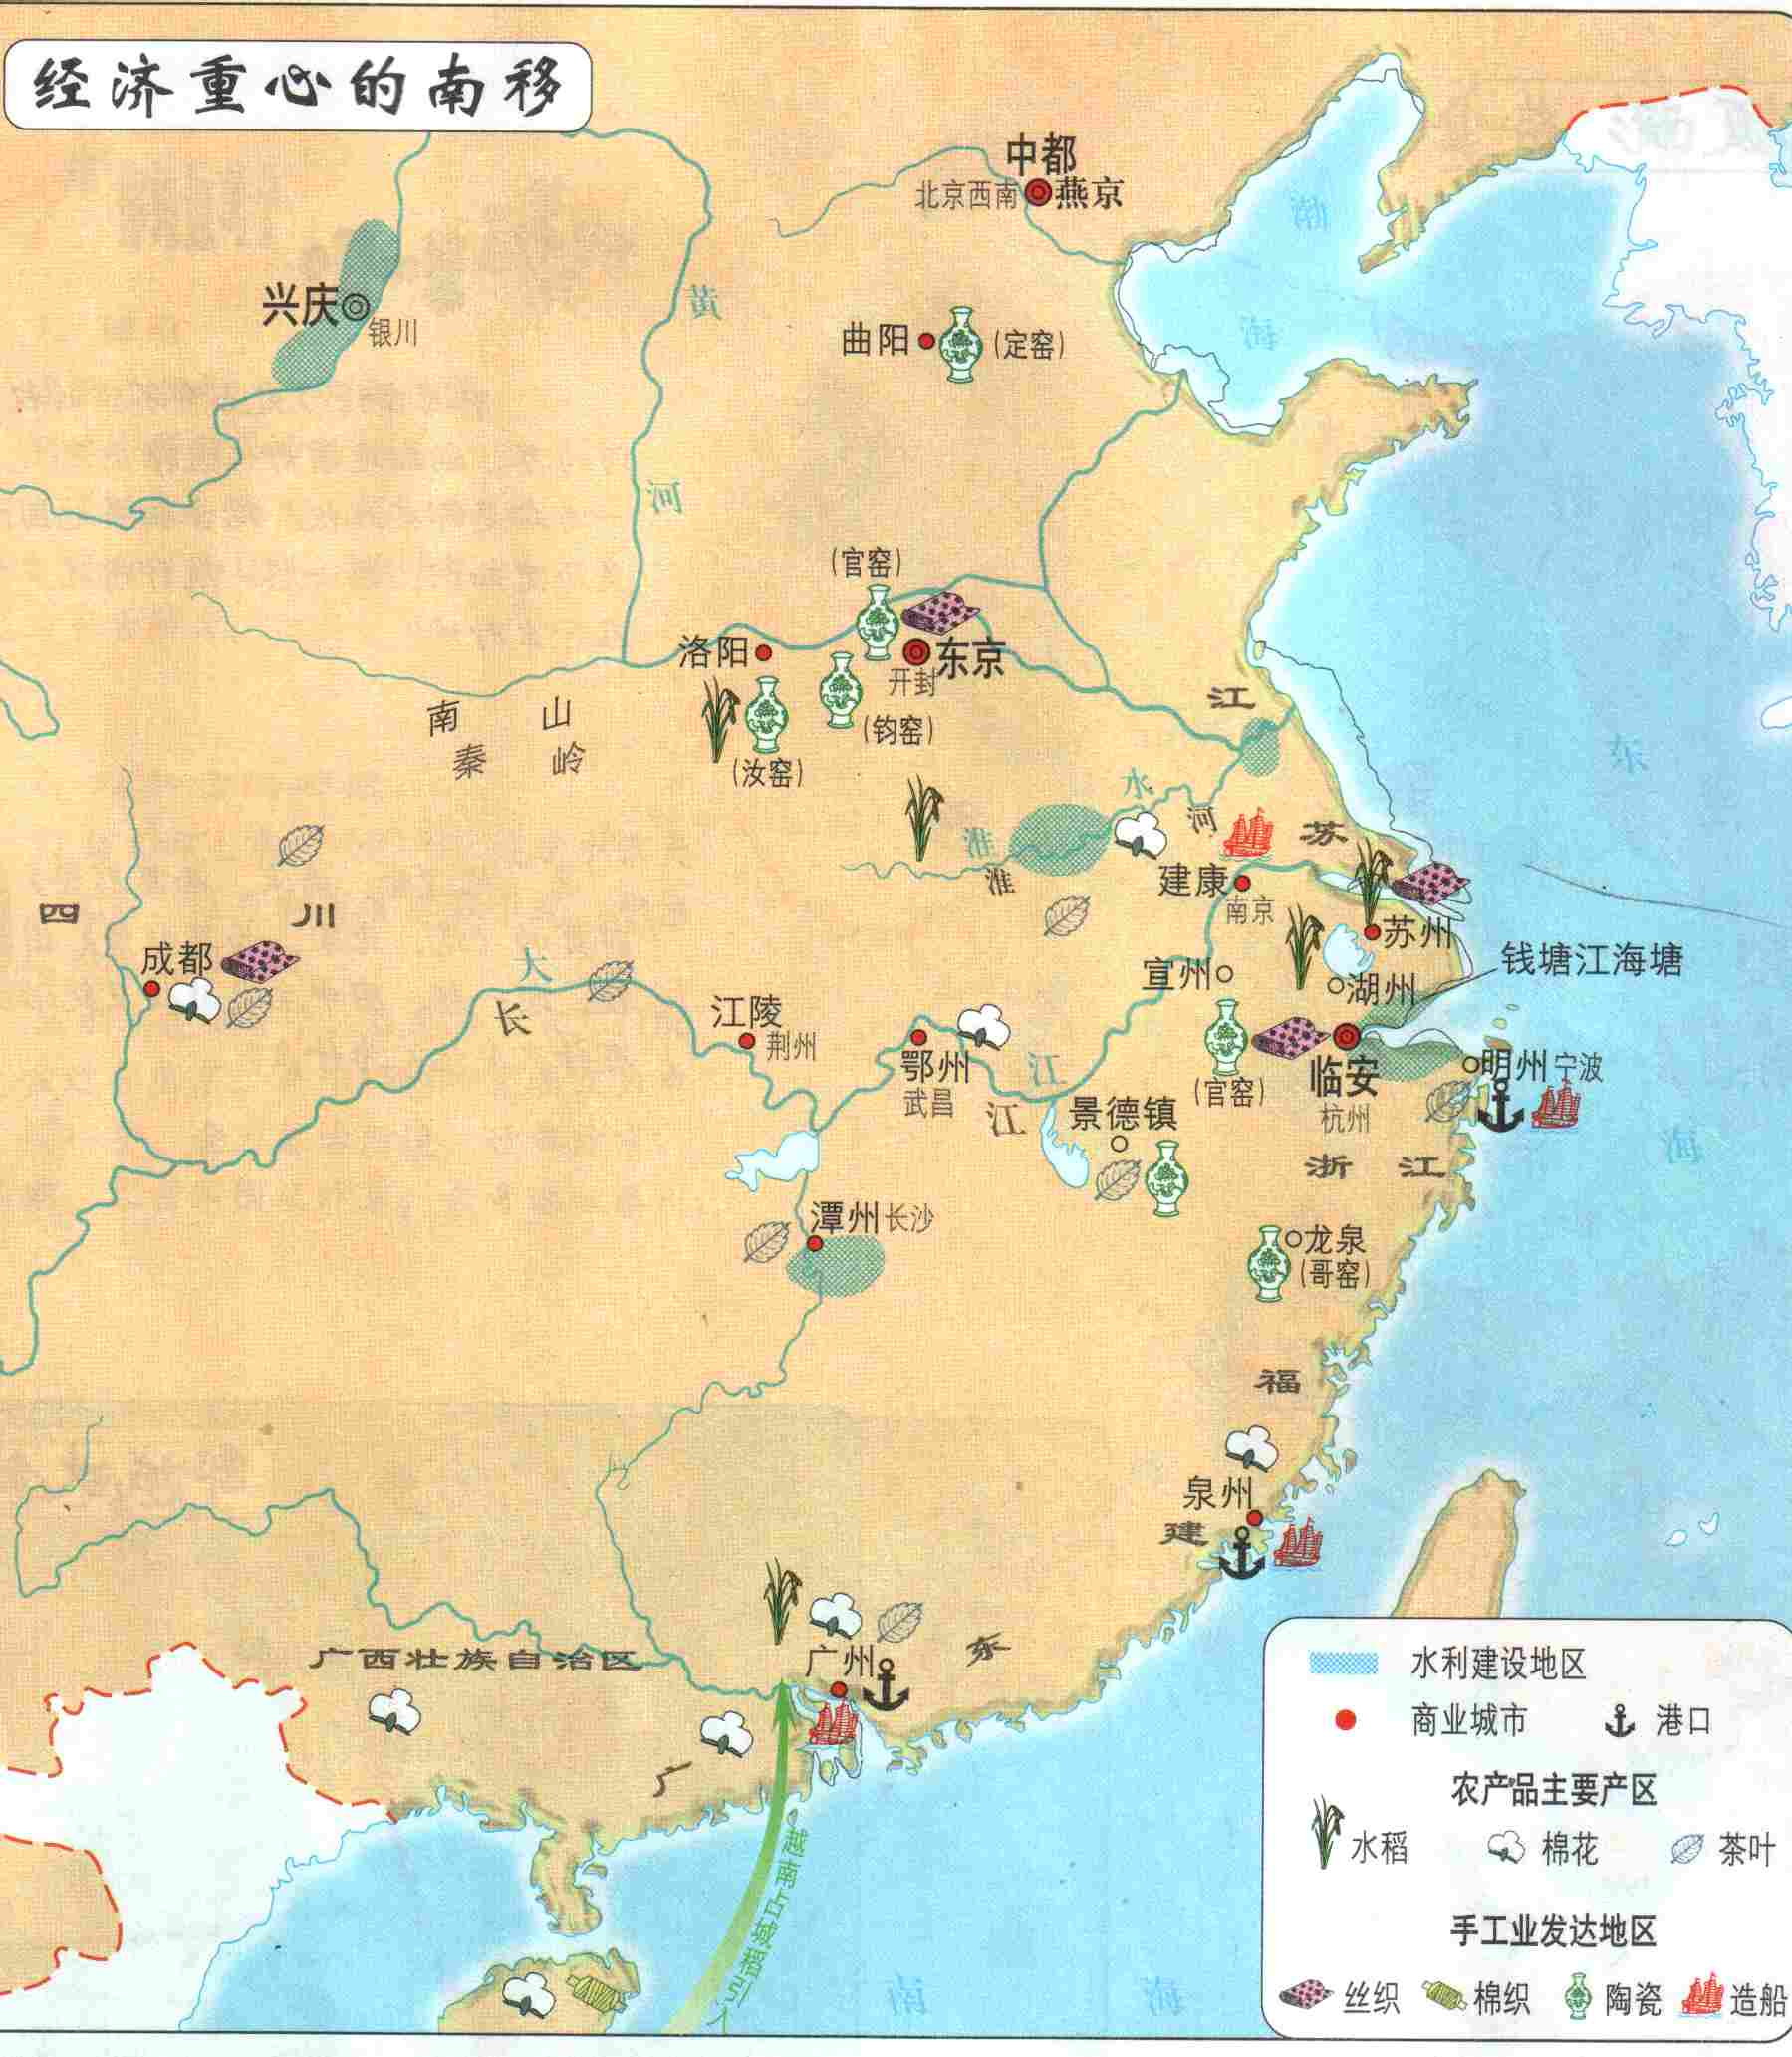 经济重心的南移
中都
北京西南
燕京
渤
海
兴庆
银川
黄
河
曲阳
(定窑)
(官窑)
洛阳
东京
开封
(钧窑)
(汝窑)
南 山
秦 岭
江
苏
淮
水
淮
河
建康
南京
东
海
四 川
成都
大
长
江
江
江陵
荆州
鄂州
武昌
宣州
苏州
湖州
钱塘江海塘
临安
杭州
(官窑)
明州 宁波
景德镇
浙 江
潭州 长沙
龙泉
(哥窑)
福
建
泉州
广西壮族自治区
广州
广
东
越南占城稻引入
南 海
水利建设地区
商业城市
港口
农产品主要产区
水稻
棉花
茶叶
手工业发达地区
丝织
棉织
陶瓷
造船